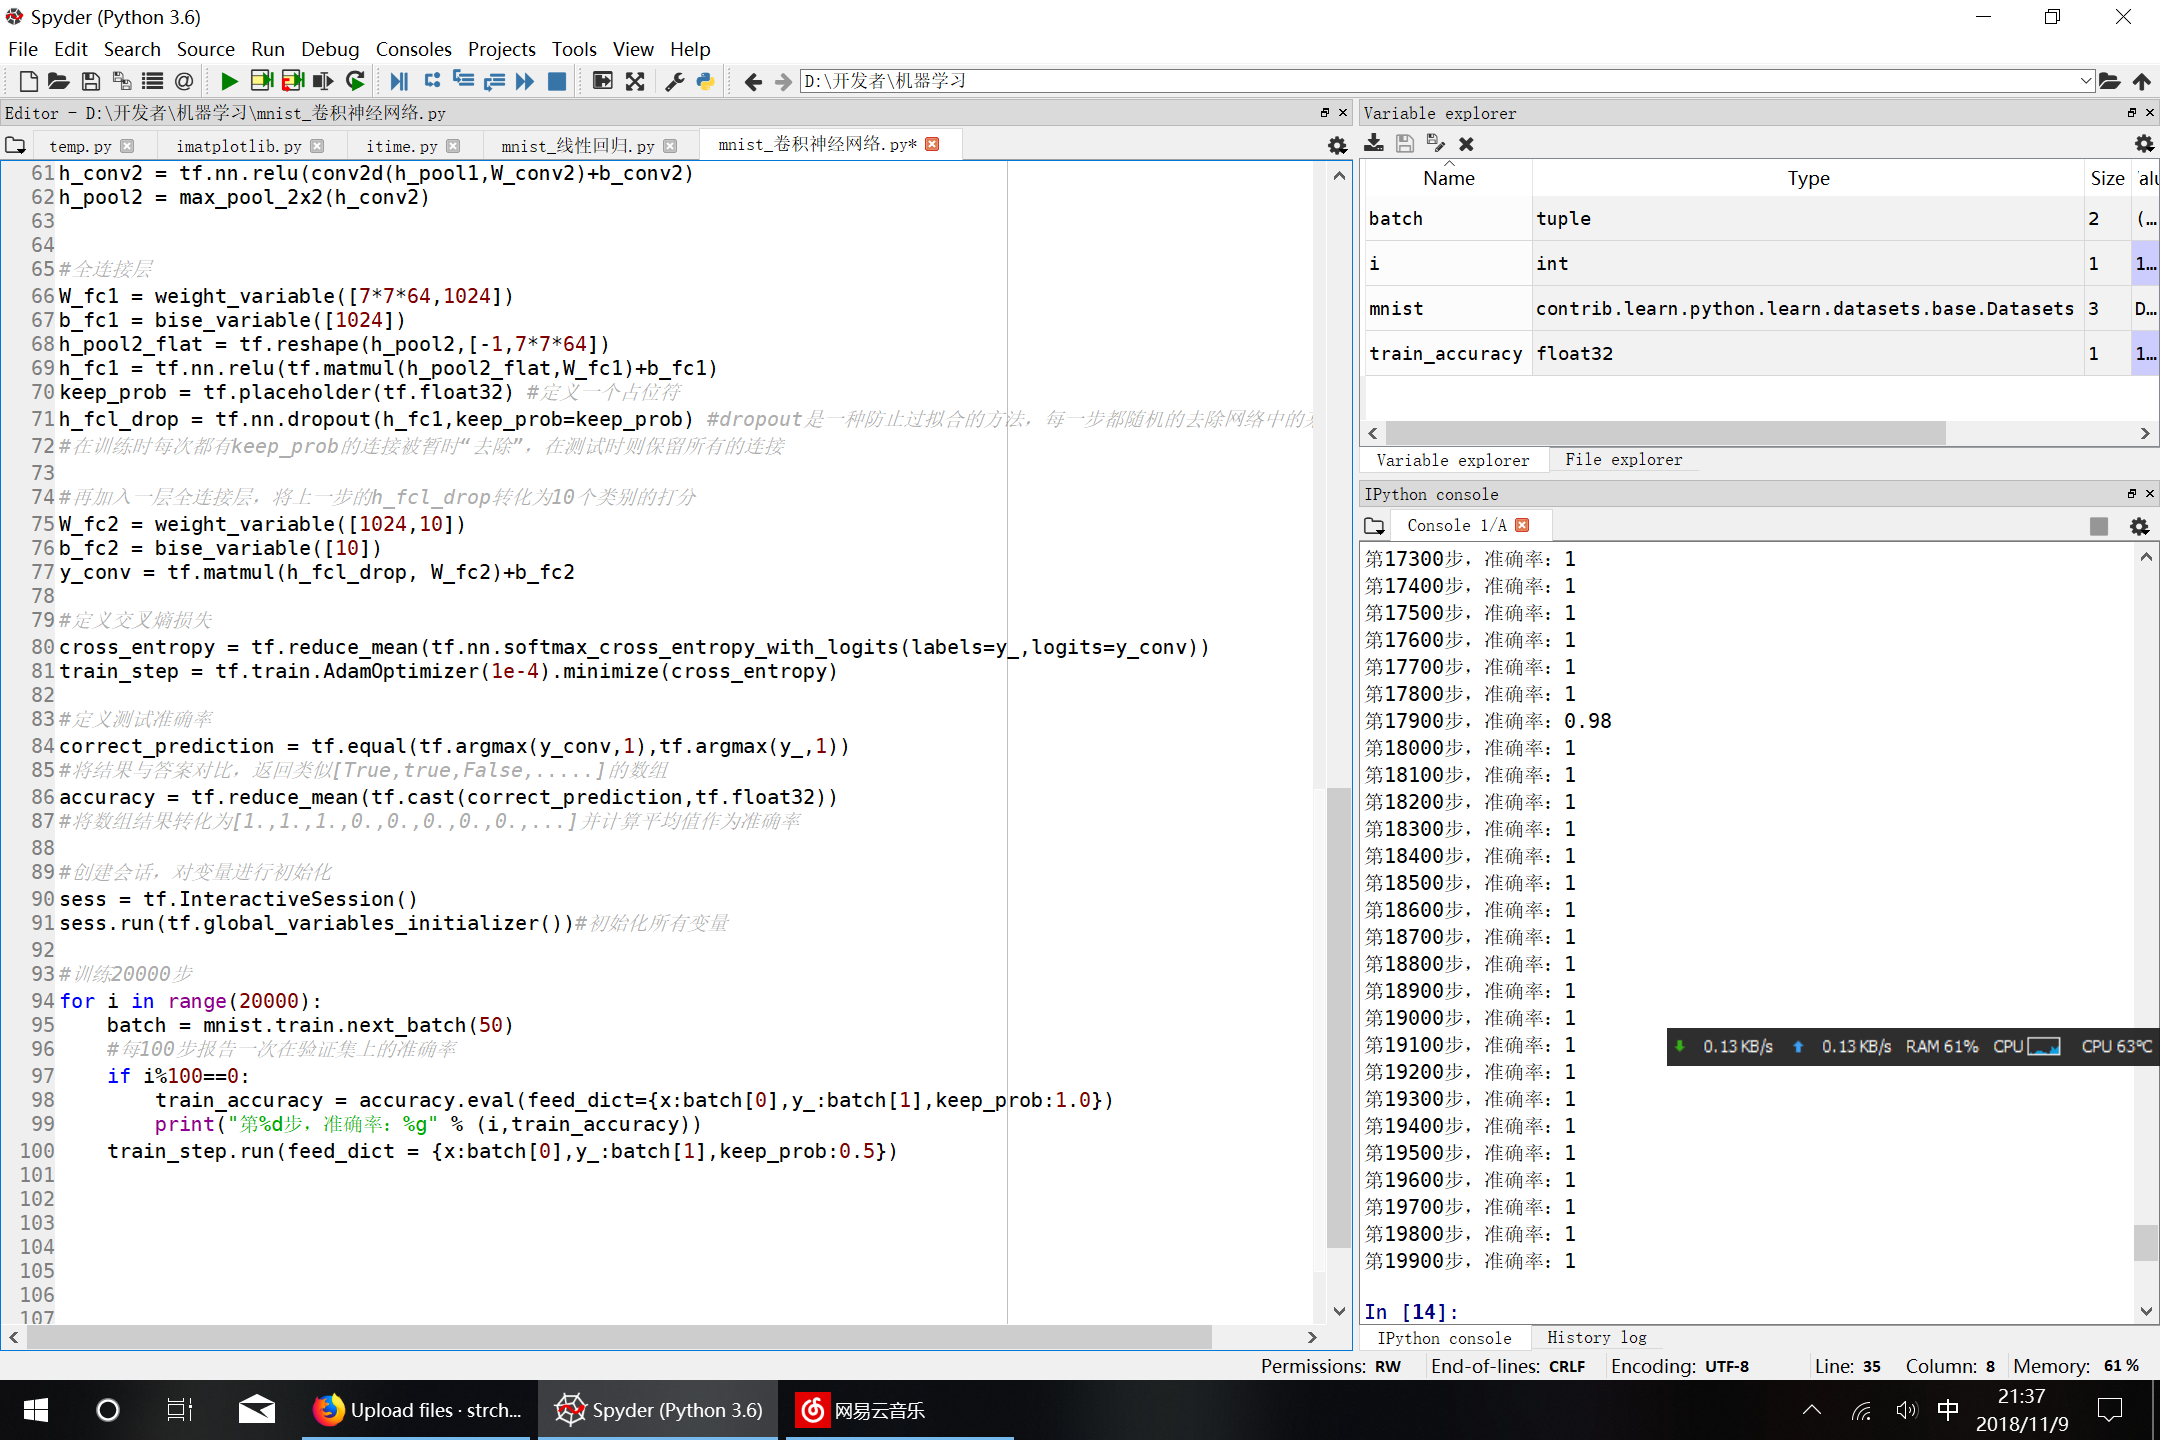 Spyder (Python 3.6)
File Edit Search Source Run Debug Consoles Projects Tools View Help
D:\开发者\机器学习
Editor - D:\开发者\机器学习\mnist_卷积神经网络.py
temp.py imatplotlib.py itime.py mnist_线性回归.py mnist_卷积神经网络.py*
61 h_conv2 = tf.nn.relu(conv2d(h_pool1,W_conv2)+b_conv2)
62 h_pool2 = max_pool_2x2(h_conv2)
63
64
65 #全连接层
66 W_fc1 = weight_variable([7*7*64,1024])
67 b_fc1 = bise_variable([1024])
68 h_pool2_flat = tf.reshape(h_pool2,[-1,7*7*64])
69 h_fc1 = tf.nn.relu(tf.matmul(h_pool2_flat,W_fc1)+b_fc1)
70 keep_prob = tf.placeholder(tf.float32) #定义一个占位符
71 h_fcl_drop = tf.nn.dropout(h_fc1,keep_prob=keep_prob) #dropout是一种防止过拟合的方法，每一步都随机的去除网络中的
72 #在训练时每次都有keep_prob的连接被暂时“去除”，在测试时则保留所有的连接
73
74 #再加入一层全连接层，将上一步的h_fcl_drop转化为10个类别的打分
75 W_fc2 = weight_variable([1024,10])
76 b_fc2 = bise_variable([10])
77 y_conv = tf.matmul(h_fcl_drop, W_fc2)+b_fc2
78
79 #定义交叉熵损失
80 cross_entropy = tf.reduce_mean(tf.nn.softmax_cross_entropy_with_logits(labels=y_,logits=y_conv))
81 train_step = tf.train.AdamOptimizer(1e-4).minimize(cross_entropy)
82
83 #定义测试准确率
84 correct_prediction = tf.equal(tf.argmax(y_conv,1),tf.argmax(y_,1))
85 #将结果与答案对比，返回类似[True,true,False,.....]的数组
86 accuracy = tf.reduce_mean(tf.cast(correct_prediction,tf.float32))
87 #将数组结果转化为[1.,1.,1.,0.,0.,0.,0.,0.,...]并计算平均值作为准确率
88
89 #创建会话，对变量进行初始化
90 sess = tf.InteractiveSession()
91 sess.run(tf.global_variables_initializer())#初始化所有变量
92
93 #训练20000步
94 for i in range(20000):
95     batch = mnist.train.next_batch(50)
96     #每100步报告一次在验证集上的准确率
97     if i%100==0:
98         train_accuracy = accuracy.eval(feed_dict={x:batch[0],y_:batch[1],keep_prob:1.0})
99         print("第%d步，准确率：%g" % (i,train_accuracy))
100     train_step.run(feed_dict = {x:batch[0],y_:batch[1],keep_prob:0.5})
101
102
103
104
105
106
107
Variable explorer
Name Type Size
batch tuple 2 (…
i int 1 1…
mnist contrib.learn.python.learn.datasets.base.Datasets 3 D…
train_accuracy float32 1 1…
Variable explorer File explorer
IPython console
Console 1/A
第17300步，准确率：1
第17400步，准确率：1
第17500步，准确率：1
第17600步，准确率：1
第17700步，准确率：1
第17800步，准确率：1
第17900步，准确率：0.98
第18000步，准确率：1
第18100步，准确率：1
第18200步，准确率：1
第18300步，准确率：1
第18400步，准确率：1
第18500步，准确率：1
第18600步，准确率：1
第18700步，准确率：1
第18800步，准确率：1
第18900步，准确率：1
第19000步，准确率：1
第19100步，准确率：1
第19200步，准确率：1
第19300步，准确率：1
第19400步，准确率：1
第19500步，准确率：1
第19600步，准确率：1
第19700步，准确率：1
第19800步，准确率：1
第19900步，准确率：1
In [14]:
0.13 KB/s 0.13 KB/s RAM 61% CPU CPU 63℃
IPython console History log
Permissions: RW End-of-lines: CRLF Encoding: UTF-8 Line: 35 Column: 8 Memory: 61 %
Upload files · strch... Spyder (Python 3.6) 网易云音乐
中 21:37
2018/11/9